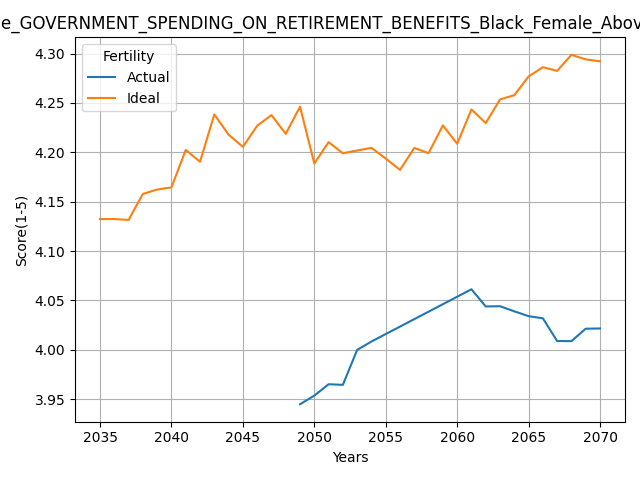 e_GOVERNMENT_SPENDING_ON_RETIREMENT_BENEFITS_Black_Female_Abov
4.30
4.25
4.20
4.15
4.10
4.05
4.00
3.95
Score(1-5)
Fertility
Actual
Ideal
2035 2040 2045 2050 2055 2060 2065 2070
Years